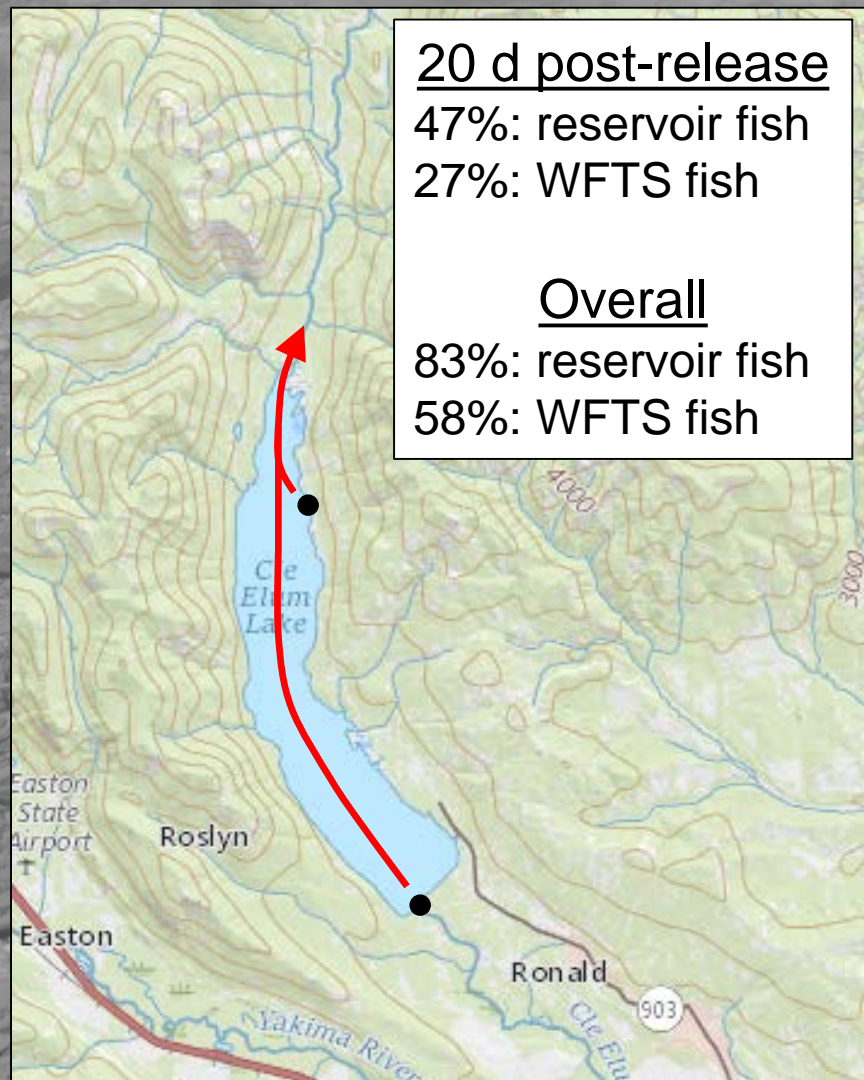 20 d post-release
47%: reservoir fish
27%: WFTS fish
Overall
83%: reservoir fish
58%: WFTS fish
4000
3000
Cle
Elum
Lake
Easton
State
Airport
Roslyn
Easton
Ronald
903
Yakima River
Cle Elu